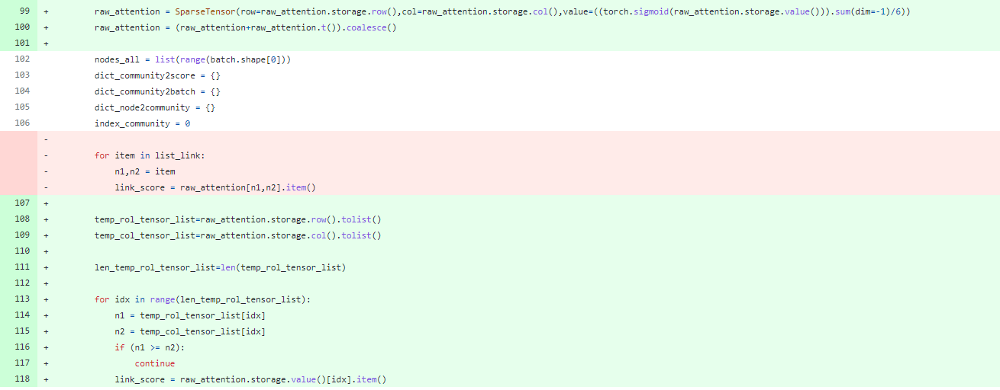 99 + raw_attention = SparseTensor(row=raw_attention.storage.row(),col=raw_attention.storage.col(),value=((torch.sigmoid(raw_attention.storage.value())).sum(dim=-1)/6))
100 + raw_attention = (raw_attention+raw_attention.t()).coalesce()
101 +
102 nodes_all = list(range(batch.shape[0]))
103 dict_community2score = {}
104 dict_community2batch = {}
105 dict_node2community = {}
106 index_community = 0
-
- for item in list_link:
- n1,n2 = item
- link_score = raw_attention[n1,n2].item()
107 +
108 + temp_rol_tensor_list=raw_attention.storage.row().tolist()
109 + temp_col_tensor_list=raw_attention.storage.col().tolist()
110 +
111 + len_temp_rol_tensor_list=len(temp_rol_tensor_list)
112 +
113 + for idx in range(len_temp_rol_tensor_list):
114 + n1 = temp_rol_tensor_list[idx]
115 + n2 = temp_col_tensor_list[idx]
116 + if (n1 >= n2):
117 + continue
118 + link_score = raw_attention.storage.value()[idx].item()